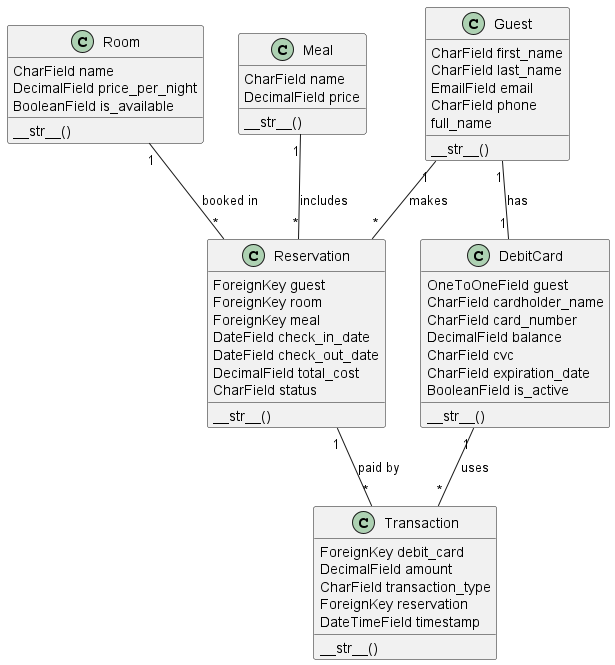 C Room
CharField name
DecimalField price_per_night
BooleanField is_available
__str__()
C Meal
CharField name
DecimalField price
__str__()
C Guest
CharField first_name
CharField last_name
EmailField email
CharField phone
full_name
__str__()
1
booked in
*
1
includes
*
1
makes
*
1
has
1
C Reservation
ForeignKey guest
ForeignKey room
ForeignKey meal
DateField check_in_date
DateField check_out_date
DecimalField total_cost
CharField status
__str__()
C DebitCard
OneToOneField guest
CharField cardholder_name
CharField card_number
DecimalField balance
CharField cvc
CharField expiration_date
BooleanField is_active
__str__()
1
paid by
*
1
uses
*
C Transaction
ForeignKey debit_card
DecimalField amount
CharField transaction_type
ForeignKey reservation
DateTimeField timestamp
__str__()